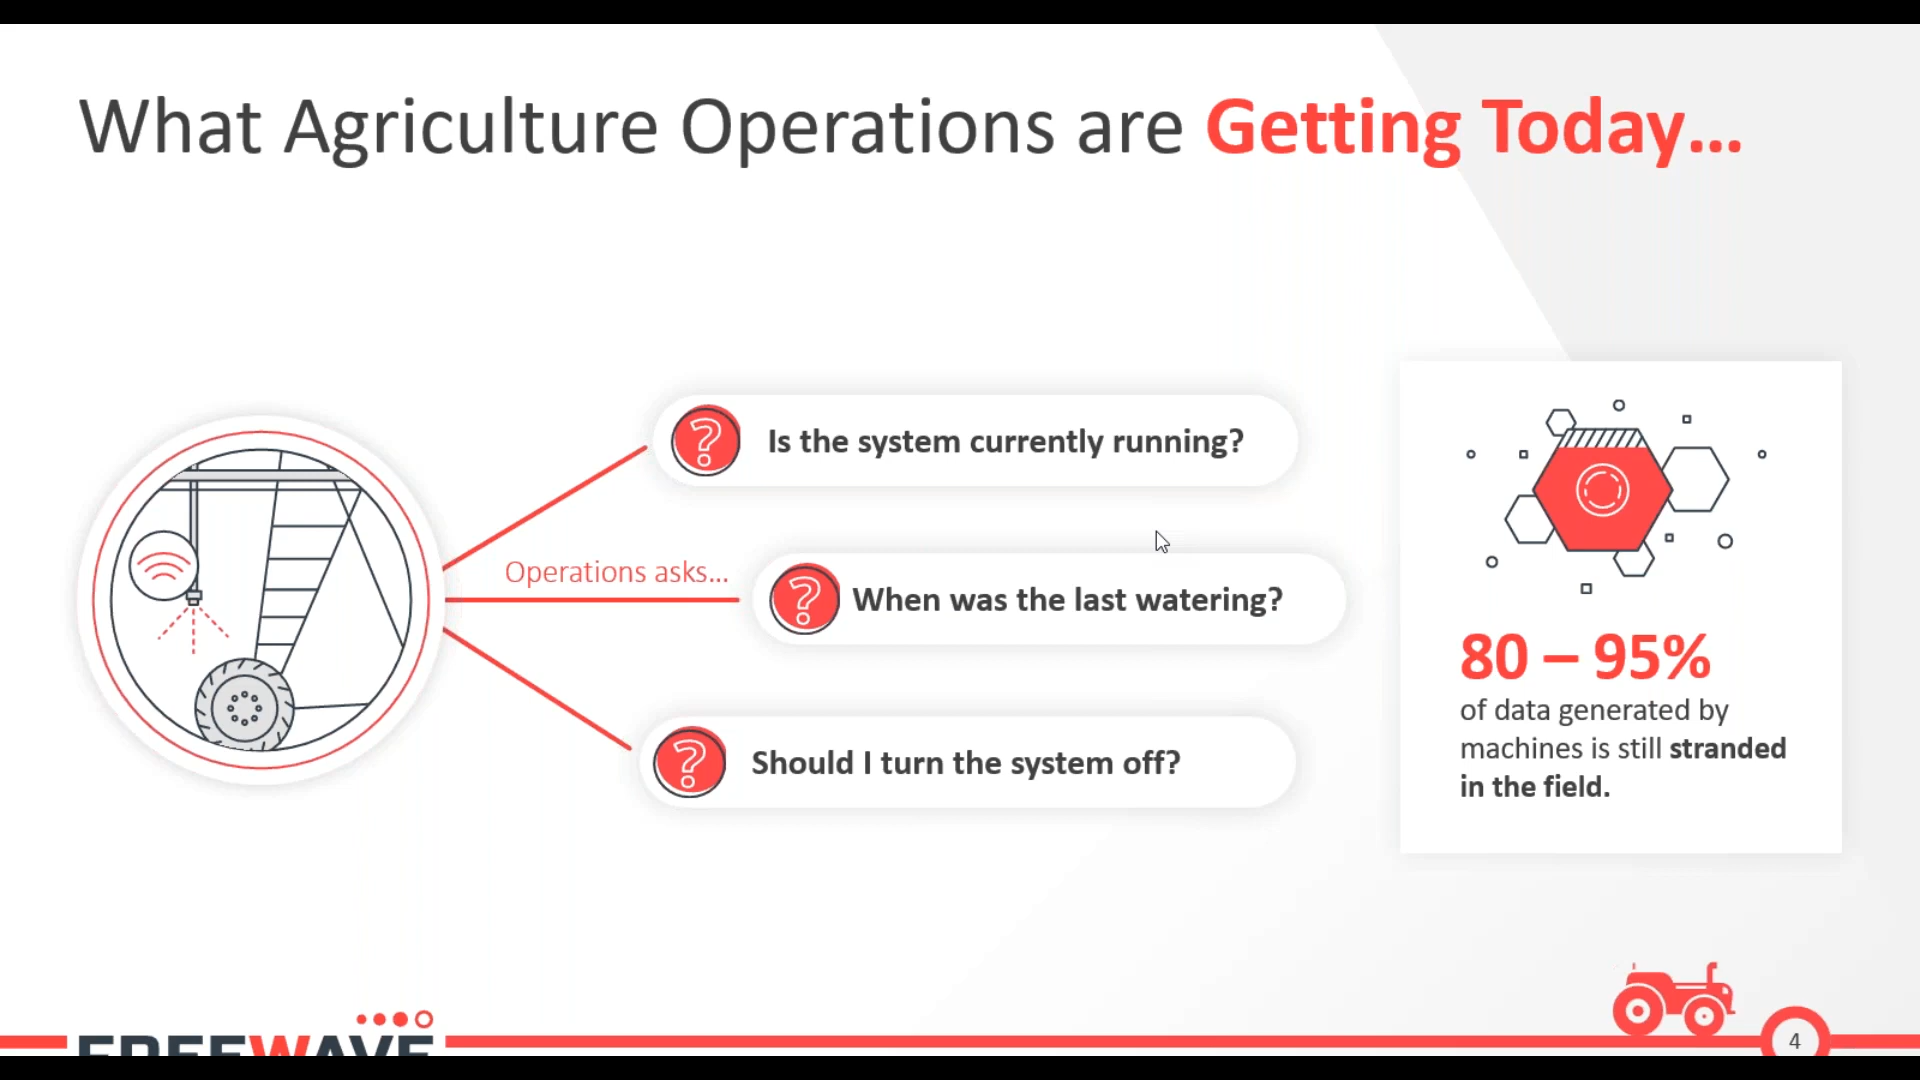 What Agriculture Operations are Getting Today...
Is the system currently running?
Operations asks...
When was the last watering?
Should I turn the system off?
80 – 95%
of data generated by
machines is still stranded
in the field.
FREEWAVE
4